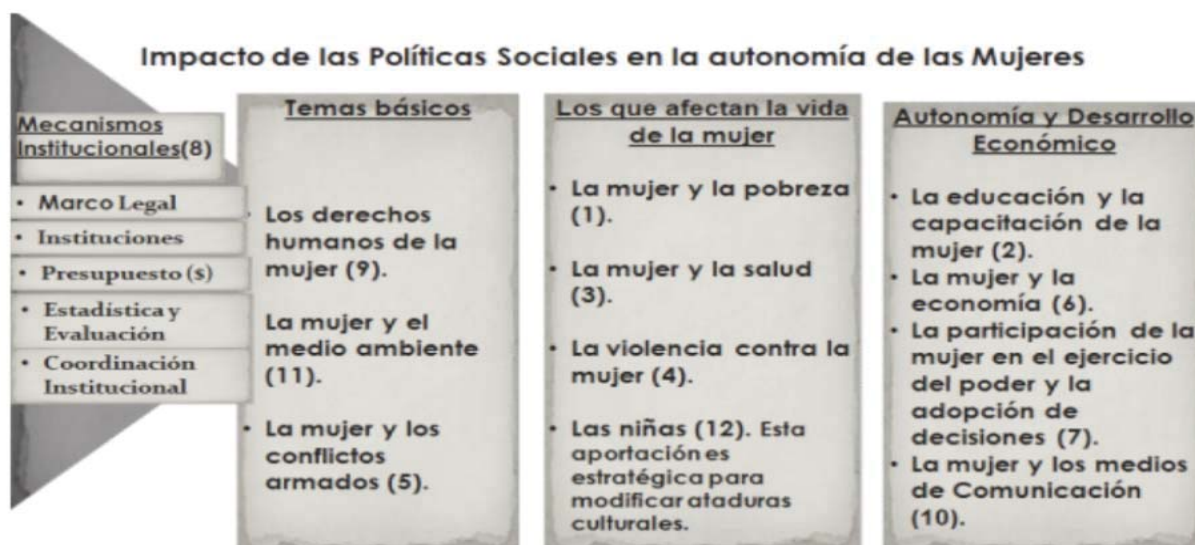 Impacto de las Políticas Sociales en la autonomía de las Mujeres
Mecanismos
Institucionales(8)
• Marco Legal
• Instituciones
• Presupuesto ($)
• Estadística y
Evaluación
• Coordinación
Institucional
Temas básicos
• Los derechos
humanos de la
mujer (9).
La mujer y el
medio ambiente
(11).
• La mujer y los
conflictos
armados (5).
Los que afectan la vida
de la mujer
• La mujer y la pobreza
(1).
• La mujer y la salud
(3).
• La violencia contra la
mujer (4).
• Las niñas (12). Esta
aportación es
estratégica para
modificar ataduras
culturales.
Autonomía y Desarrollo
Económico
• La educación y la
capacitación de la
mujer (2).
• La mujer y la
economía (6).
• La participación de la
mujer en el ejercicio
del poder y la
adopción de
decisiones (7).
• La mujer y los medios
de Comunicación
(10).